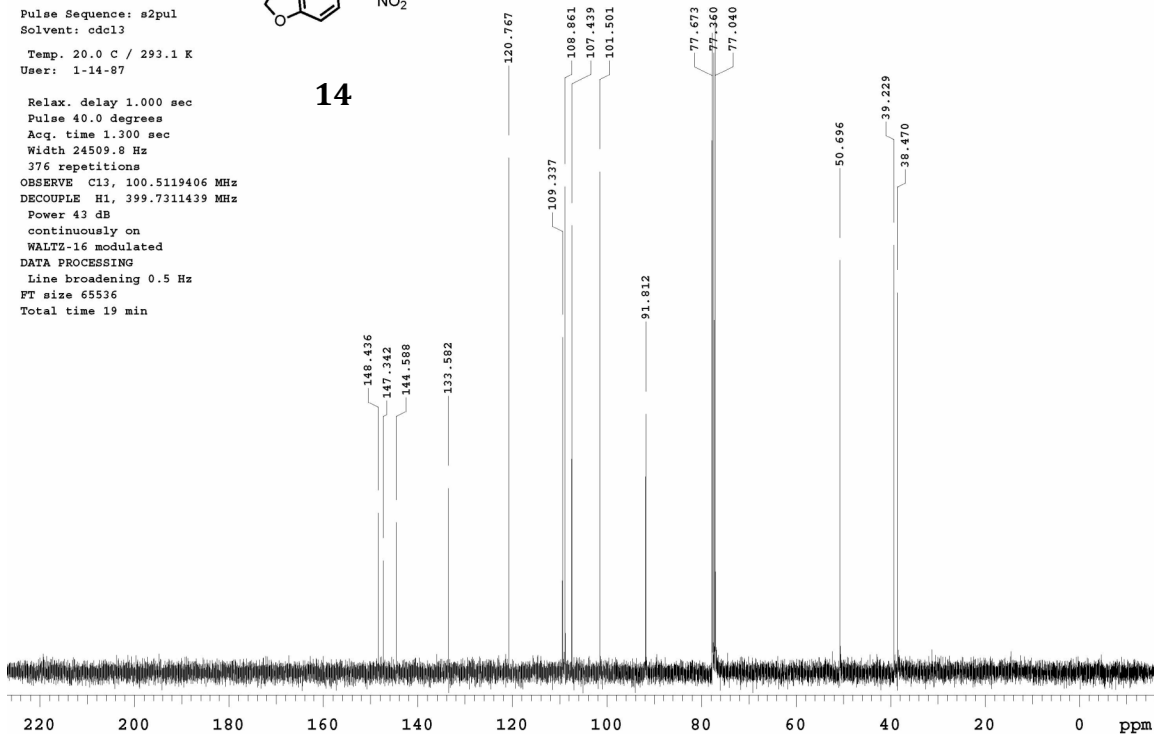 Pulse Sequence: s2pul
Solvent: cdcl3
Temp. 20.0 C / 293.1 K
User: 1-14-87
Relax. delay 1.000 sec
Pulse 40.0 degrees
Acq. time 1.300 sec
Width 24509.8 Hz
376 repetitions
OBSERVE C13, 100.5119406 MHz
DECOUPLE H1, 399.7311439 MHz
Power 43 dB
continuously on
WALTZ-16 modulated
DATA PROCESSING
Line broadening 0.5 Hz
FT size 65536
Total time 19 min
O
NO2
14
148.436
147.342
144.588
133.582
120.767
109.337
108.861
107.439
101.501
91.812
77.673
77.360
77.040
50.696
39.229
38.470
220 200 180 160 140 120 100 80 60 40 20 0 ppm